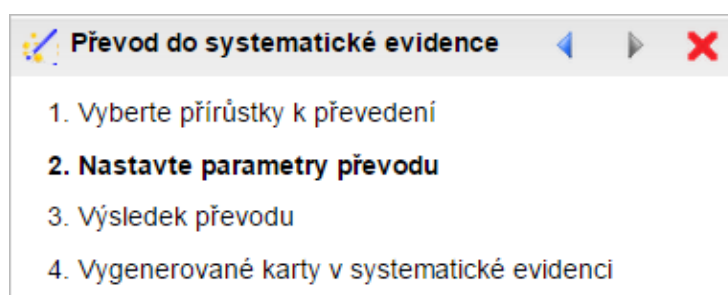 Převod do systematické evidence
1. Vyberte přírůstky k převedení
2. Nastavte parametry převodu
3. Výsledek převodu
4. Vygenerované karty v systematické evidenci